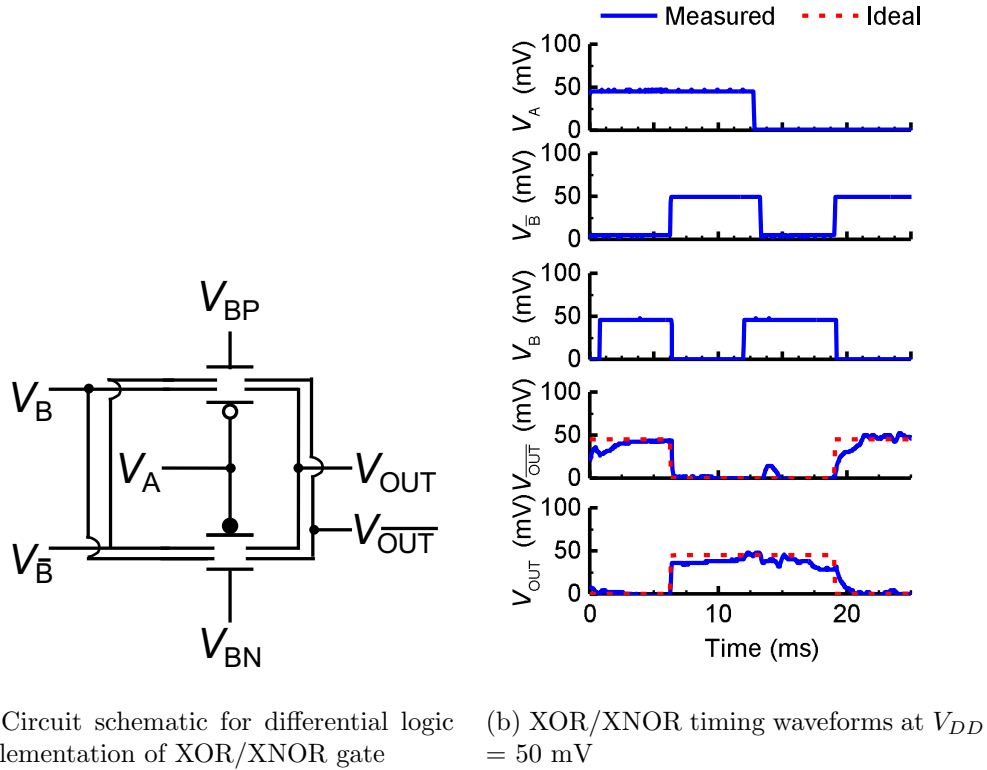 Measured Ideal
V_A (mV)
100
50
0
V_B̅ (mV)
100
50
0
V_B (mV)
100
50
0
V_O̅U̅T̅ (mV)
100
50
0
V_OUT (mV)
100
50
0
0 10 20
Time (ms)
V_BP
V_B
V_A
V_OUT
V_O̅U̅T̅
V_B̅
V_BN
Circuit schematic for differential logic
lementation of XOR/XNOR gate
(b) XOR/XNOR timing waveforms at V_DD
= 50 mV